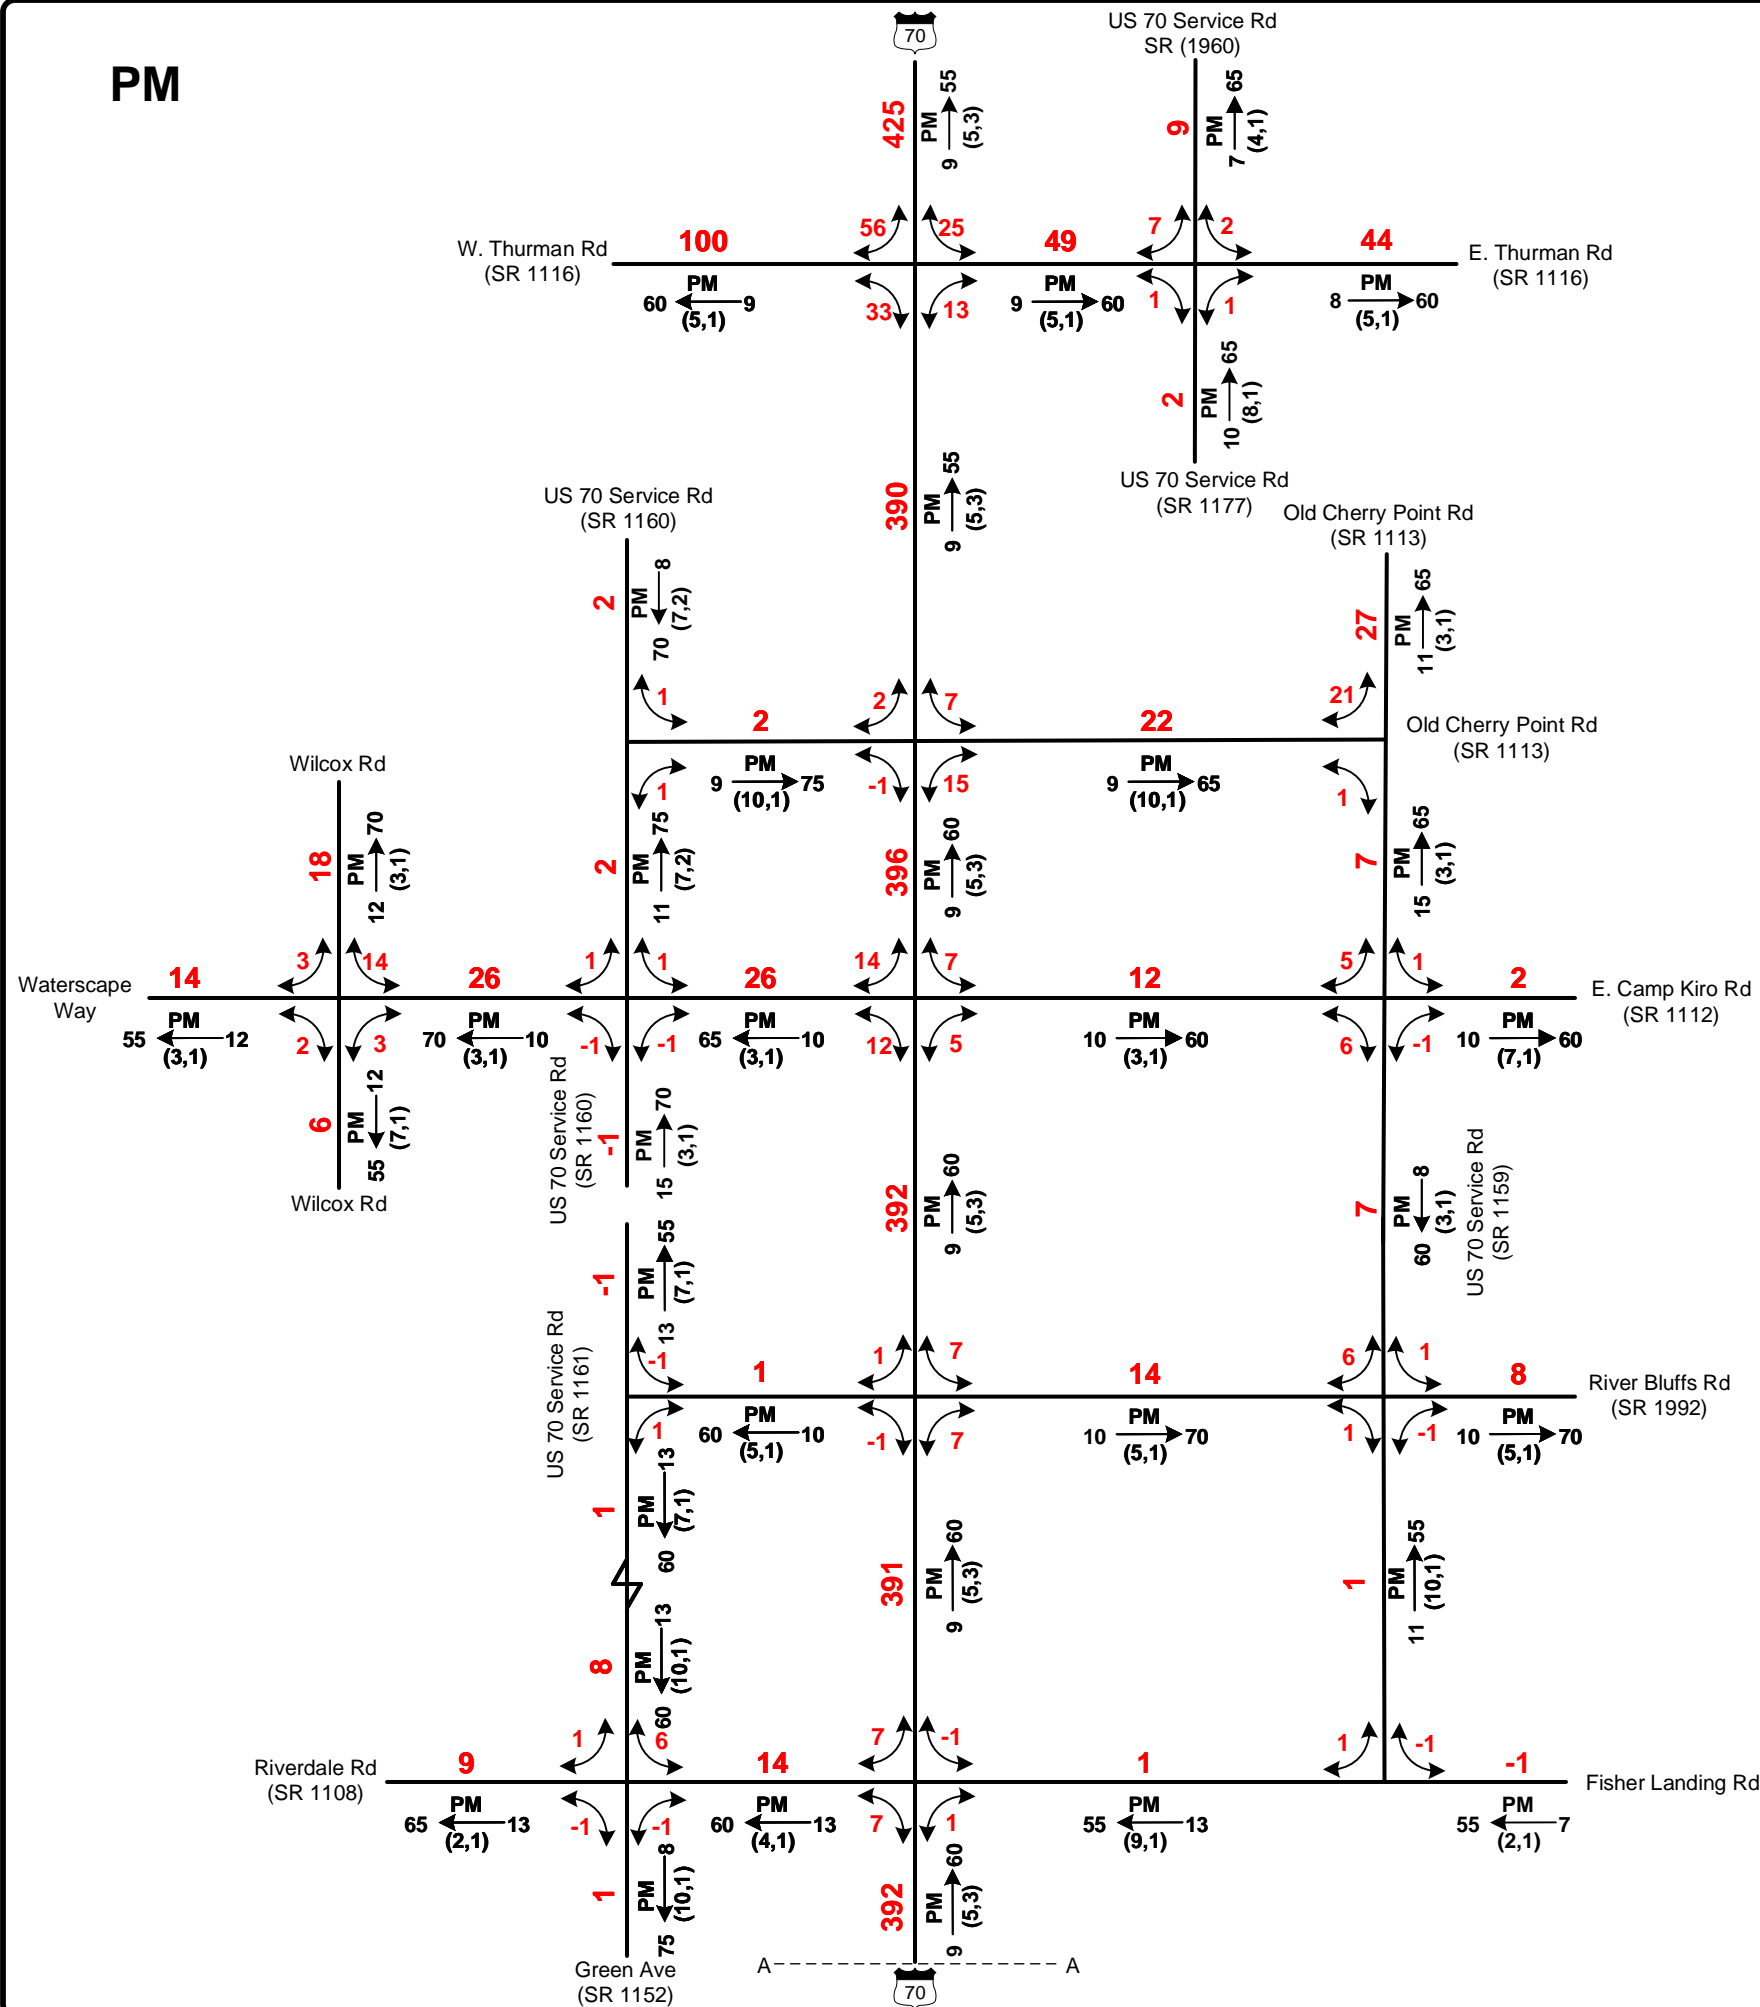 PM
70
US 70 Service Rd
SR (1960)
425
PM
9
55
(5,3)
9
PM
7
65
(4,1)
W. Thurman Rd
(SR 1116)
100
56
25
49
7
2
44
E. Thurman Rd
(SR 1116)
PM
60
9
(5,1)
33
13
PM
9
60
(5,1)
1
1
PM
8
60
(5,1)
2
PM
10
65
(8,1)
US 70 Service Rd
(SR 1177)
390
PM
9
55
(5,3)
US 70 Service Rd
(SR 1160)
Old Cherry Point Rd
(SR 1113)
2
PM
8
70
(7,2)
27
PM
11
65
(3,1)
1
2
2
7
22
21
Old Cherry Point Rd
(SR 1113)
1
PM
9
75
(10,1)
-1
15
PM
9
65
(10,1)
1
Wilcox Rd
18
PM
12
70
(3,1)
2
PM
11
75
(7,2)
396
PM
9
60
(5,3)
7
PM
15
65
(3,1)
Waterscape
Way
14
3
14
26
1
1
26
14
7
12
5
1
2
E. Camp Kiro Rd
(SR 1112)
PM
55
12
(3,1)
2
3
PM
70
10
(3,1)
-1
-1
PM
65
10
(3,1)
12
5
PM
10
60
(3,1)
6
-1
PM
10
60
(7,1)
6
PM
12
55
(7,1)
Wilcox Rd
US 70 Service Rd
(SR 1160)
-1
PM
15
70
(3,1)
392
PM
9
60
(5,3)
7
PM
8
60
(3,1)
US 70 Service Rd
(SR 1159)
-1
PM
13
55
(7,1)
US 70 Service Rd
(SR 1161)
-1
1
1
7
14
6
1
8
River Bluffs Rd
(SR 1992)
1
PM
60
10
(5,1)
-1
7
PM
10
70
(5,1)
1
-1
PM
10
70
(5,1)
1
PM
13
60
(7,1)
391
PM
9
60
(5,3)
1
PM
11
55
(10,1)
8
PM
13
60
(10,1)
Riverdale Rd
(SR 1108)
9
1
6
14
7
-1
1
1
-1
-1
Fisher Landing Rd
PM
65
13
(2,1)
-1
-1
PM
60
13
(4,1)
7
1
PM
55
13
(9,1)
PM
55
7
(2,1)
1
PM
8
75
(10,1)
392
PM
9
60
(5,3)
Green Ave
(SR 1152)
A
A
70